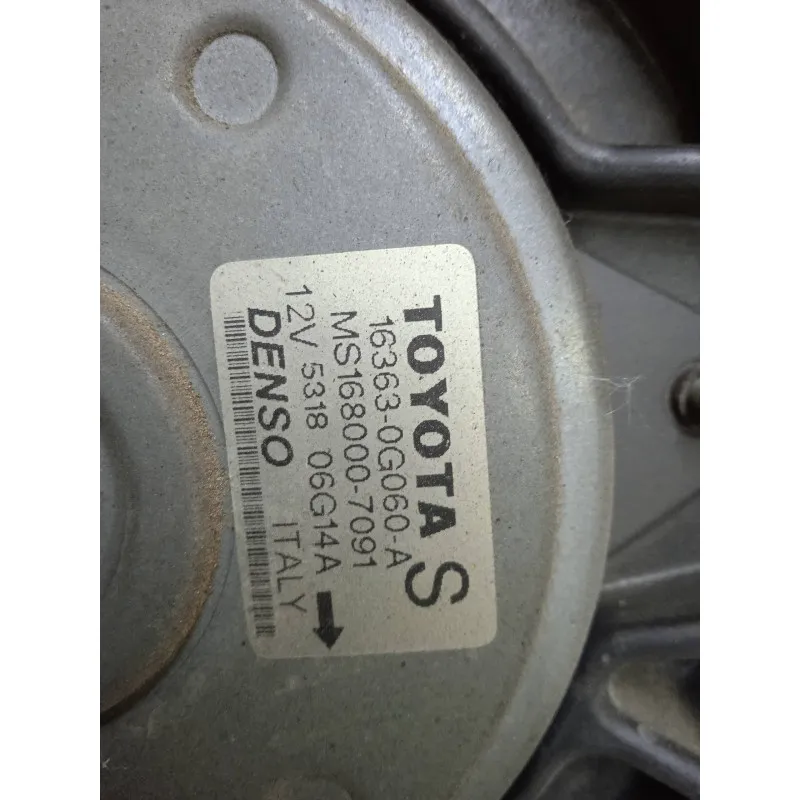 TOYOTA S
16363-0G060-A
MS168000-7091
12V 5318 06G14A
DENSO ITALY